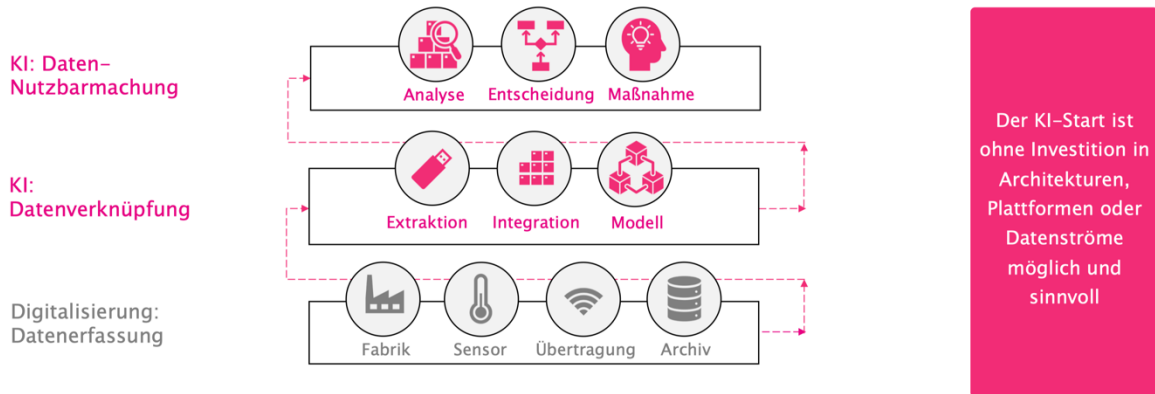 KI: Daten-
Nutzbarmachung
Analyse Entscheidung Maßnahme
KI:
Datenverknüpfung
Extraktion Integration Modell
Digitalisierung:
Datenerfassung
Fabrik Sensor Übertragung Archiv
Der KI-Start ist
ohne Investition in
Architekturen,
Plattformen oder
Datenströme
möglich und
sinnvoll